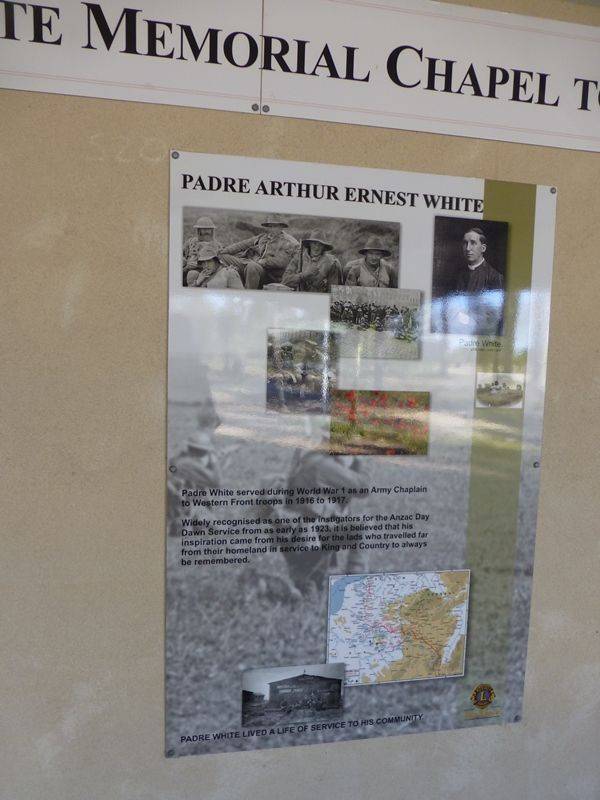 TE MEMORIAL CHAPEL TO
PADRE ARTHUR ERNEST WHITE
Padre White
Padre White served during World War 1 as an Army Chaplain
to Western Front troops in 1916 to 1917.
Widely recognised as one of the instigators for the Anzac Day
Dawn Service from as early as 1923, it is believed that his
inspiration came from his desire for the lads who travelled far
from their homeland in service to King and Country to always
be remembered.
PADRE WHITE LIVED A LIFE OF SERVICE TO HIS COMMUNITY